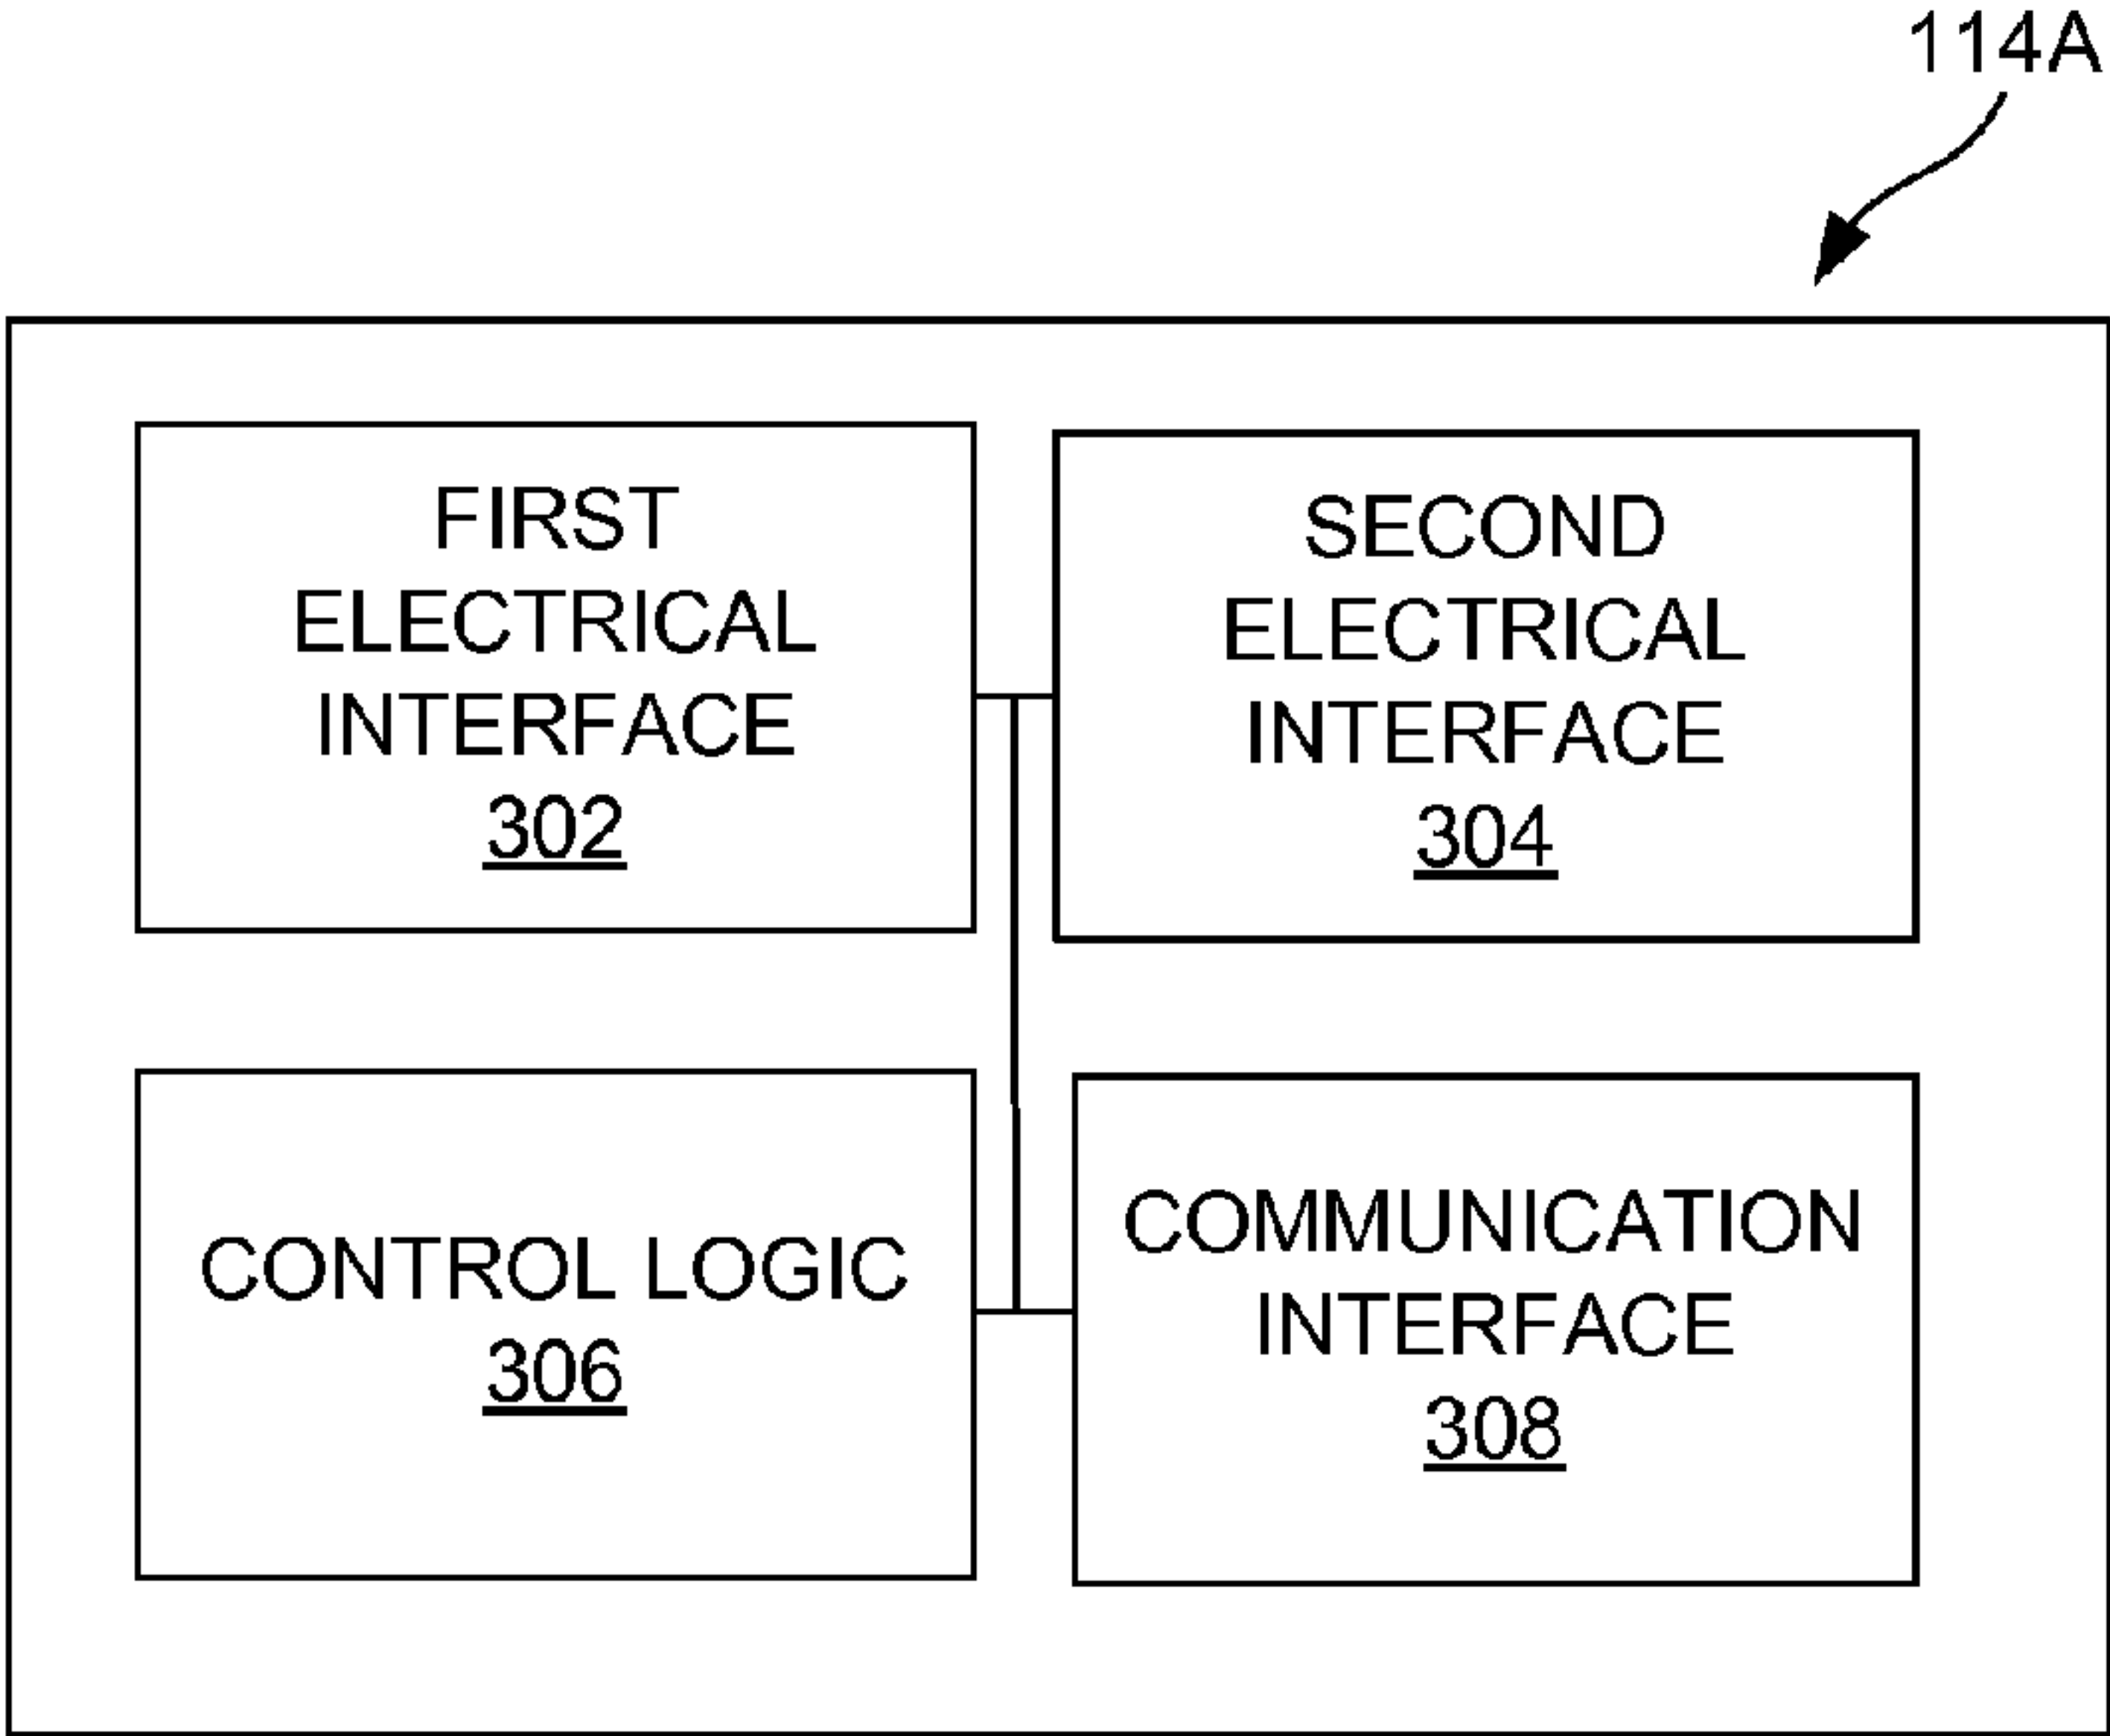 114A
FIRST
ELECTRICAL
INTERFACE
302
SECOND
ELECTRICAL
INTERFACE
304
CONTROL LOGIC
306
COMMUNICATION
INTERFACE
308